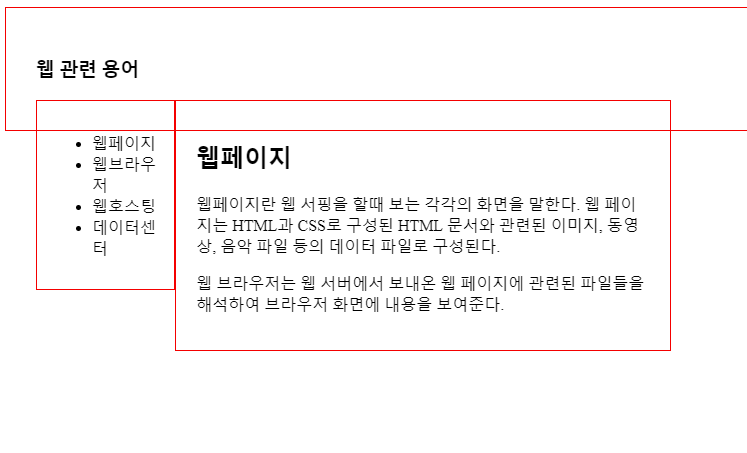 웹 관련 용어
웹페이지
웹브라우
저
웹호스팅
데이터센
터
웹페이지
웹페이지란 웹 서핑을 할때 보는 각각의 화면을 말한다. 웹 페이
지는 HTML과 CSS로 구성된 HTML 문서와 관련된 이미지, 동영
상, 음악 파일 등의 데이터 파일로 구성된다.
웹 브라우저는 웹 서버에서 보내온 웹 페이지에 관련된 파일들을
해석하여 브라우저 화면에 내용을 보여준다.